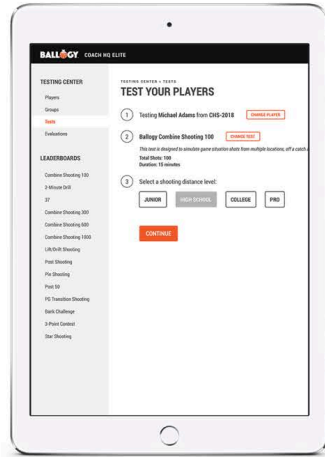 BALLOGY COACH HQ ELITE
TESTING CENTER
Players
Groups
Tests
Evaluations
LEADERBOARDS
Combine Shooting 100
2-Minute Drill
37
Combine Shooting 300
Combine Shooting 600
Combine Shooting 1000
Lift/Drift Shooting
Post Shooting
Pin Shooting
Post 50
PG Transition Shooting
Bank Challenge
3-Point Contest
Star Shooting
TESTING CENTER > TESTS
TEST YOUR PLAYERS
1 Testing Michael Adams from CHS-2018 CHANGE PLAYER
2 Ballogy Combine Shooting 100 CHANGE TEST
This test is designed to simulate game situation shots from multiple locations, off a catch a
Total Shots: 100
Duration: 15 minutes
3 Select a shooting distance level:
JUNIOR HIGH SCHOOL COLLEGE PRO
CONTINUE